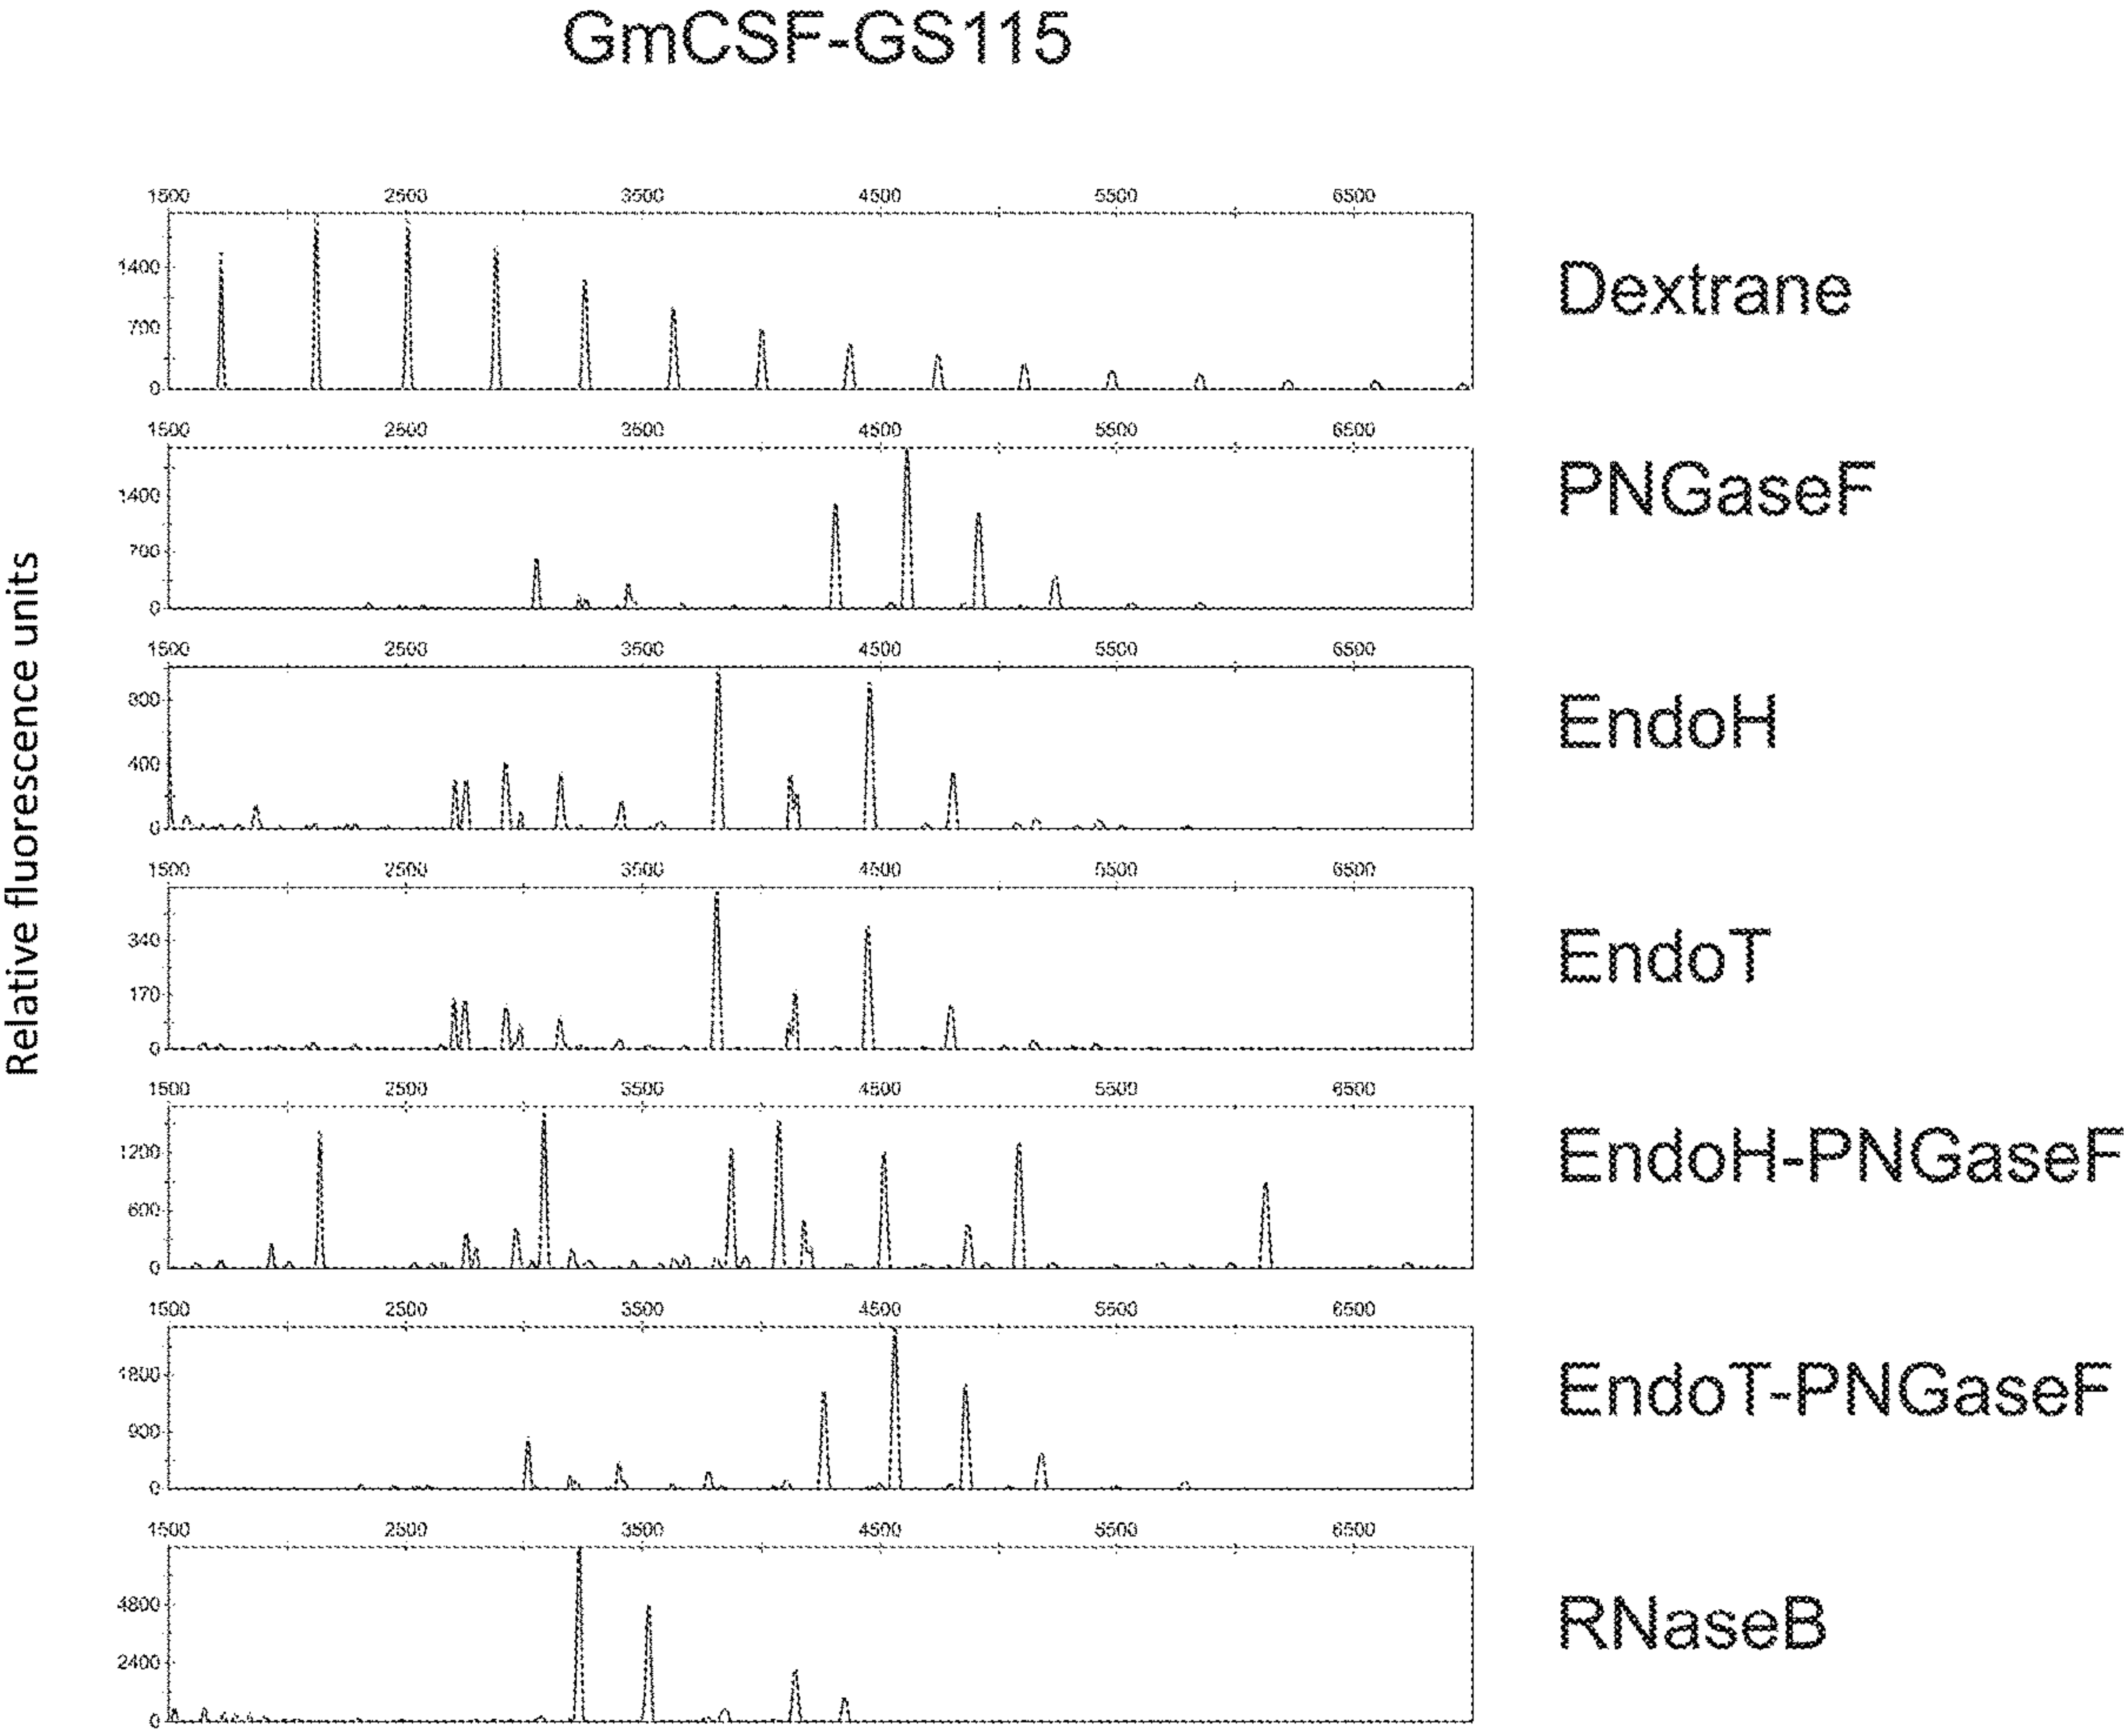 GmCSF-GS115
Relative fluorescence units
1500 2500 3500 4500 5500 6500
1400
700
0
Dextrane
1500 2500 3500 4500 5500 6500
1400
700
0
PNGaseF
1500 2500 3500 4500 5500 6500
800
400
0
EndoH
1500 2500 3500 4500 5500 6500
340
170
0
EndoT
1500 2500 3500 4500 5500 6500
1200
600
0
EndoH-PNGaseF
1500 2500 3500 4500 5500 6500
1800
900
0
EndoT-PNGaseF
1500 2500 3500 4500 5500 6500
4800
2400
0
RNaseB